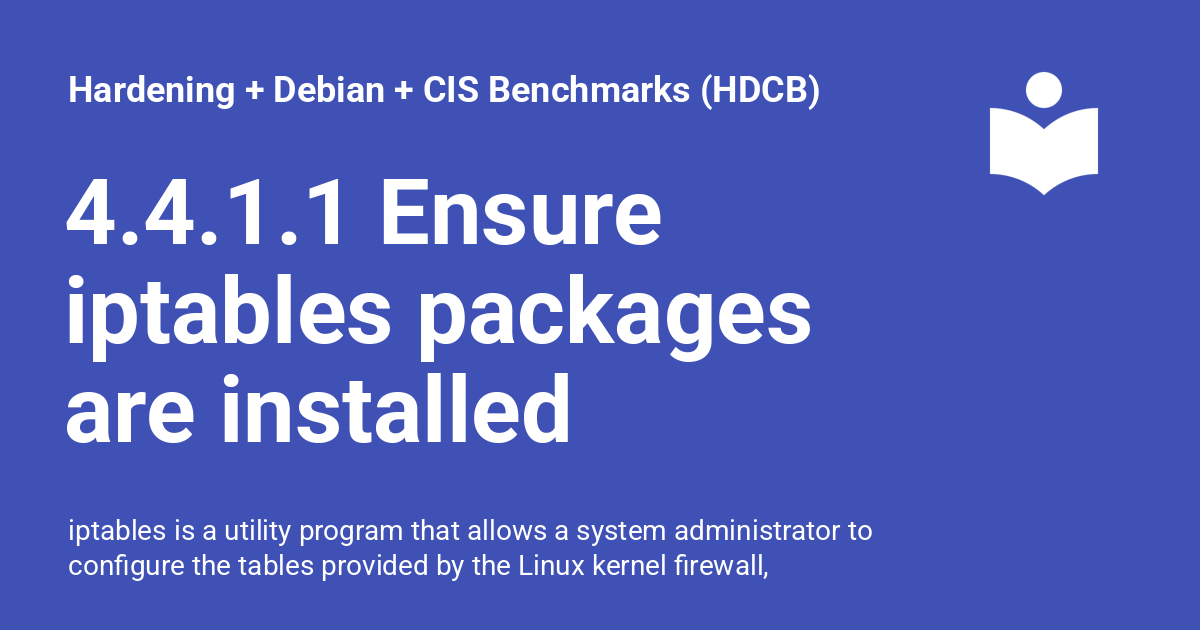 Hardening + Debian + CIS Benchmarks (HDCB)
4.4.1.1 Ensure
iptables packages
are installed
iptables is a utility program that allows a system administrator to
configure the tables provided by the Linux kernel firewall,